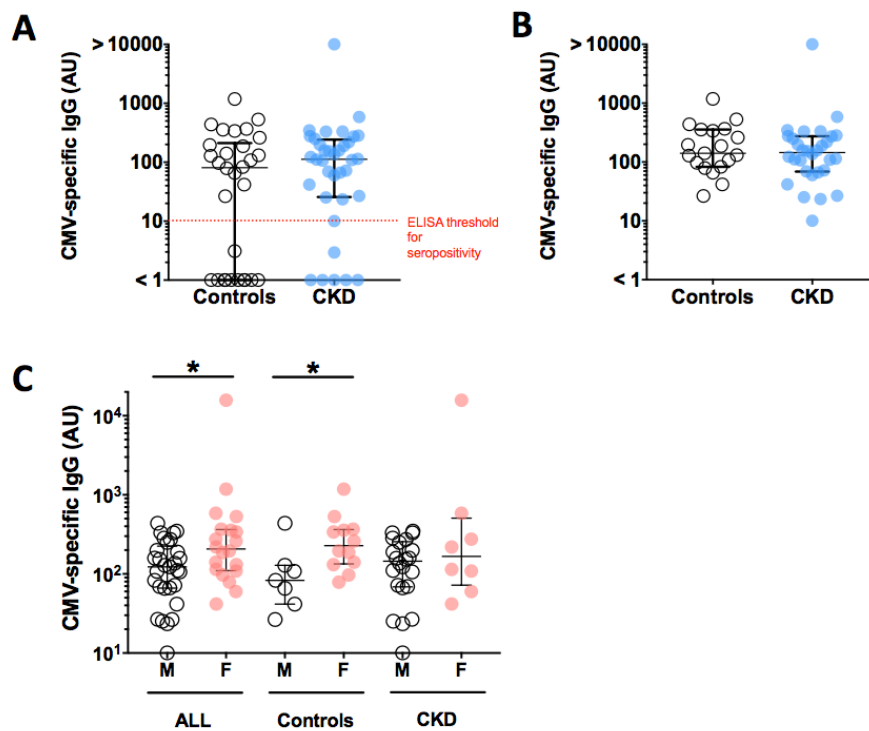 A
CMV-specific IgG (AU)
> 10000
1000
100
10
< 1
Controls
CKD
ELISA threshold
for
seropositivity
B
CMV-specific IgG (AU)
> 10000
1000
100
10
< 1
Controls
CKD
C
CMV-specific IgG (AU)
10⁴
10³
10²
10¹
*
*
M F M F M F
ALL Controls CKD